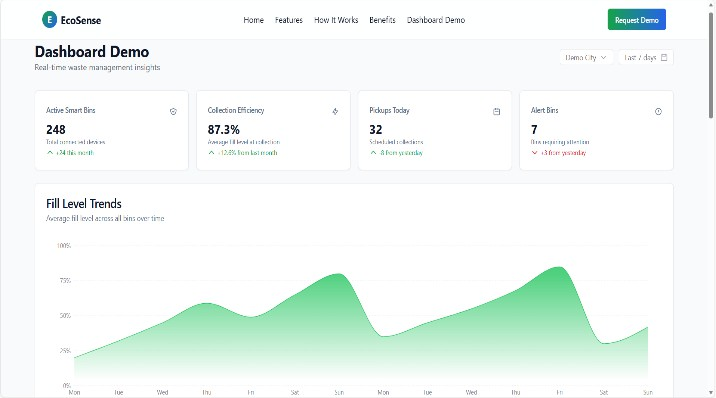 E EcoSense
Home Features How It Works Benefits Dashboard Demo
Request Demo
Dashboard Demo
Real-time waste management insights
Demo City
Last 7 days
Active Smart Bins
248
Total connected devices
+24 this month
Collection Efficiency
87.3%
Average fill level at collection
+12.6% from last month
Pickups Today
32
Scheduled collections
-8 from yesterday
Alert Bins
7
Bins requiring attention
+3 from yesterday
Fill Level Trends
Average fill level across all bins over time
100%
75%
50%
25%
0%
Mon Tue Wed Thu Fri Sat Sun Mon Tue Wed Thu Fri Sat Sun